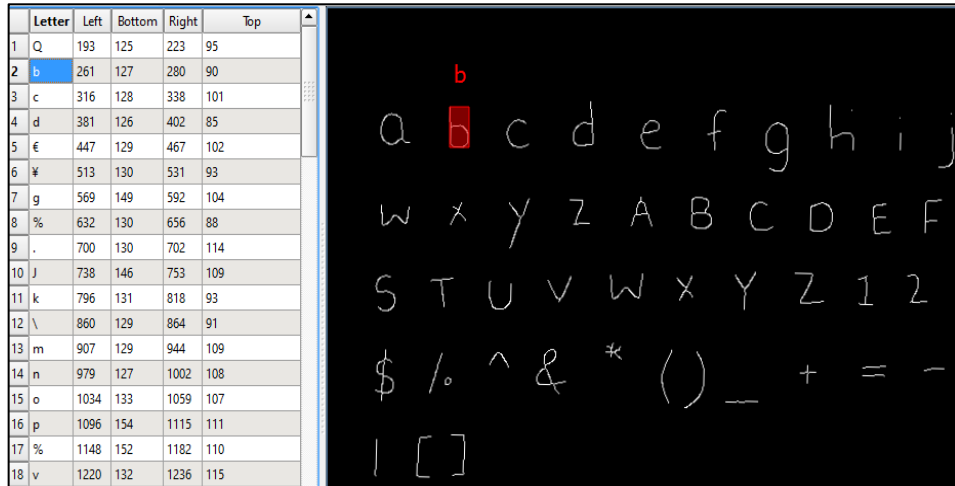 Letter Left Bottom Right Top
1 Q 193 125 223 95
2 b 261 127 280 90
3 c 316 128 338 101
4 d 381 126 402 85
5 € 447 129 467 102
6 ¥ 513 130 531 93
7 g 569 149 592 104
8 % 632 130 656 88
9 . 700 130 702 114
10 J 738 146 753 109
11 k 796 131 818 93
12 \ 860 129 864 91
13 m 907 129 944 109
14 n 979 127 1002 108
15 o 1034 133 1059 107
16 p 1096 154 1115 111
17 % 1148 152 1182 110
18 v 1220 132 1236 115
b
a b c d e f g h i j
w x y z A B C D E F
S T U V W X Y Z 1 2
$ % ^ & * ( ) _ + = -
| [ ]